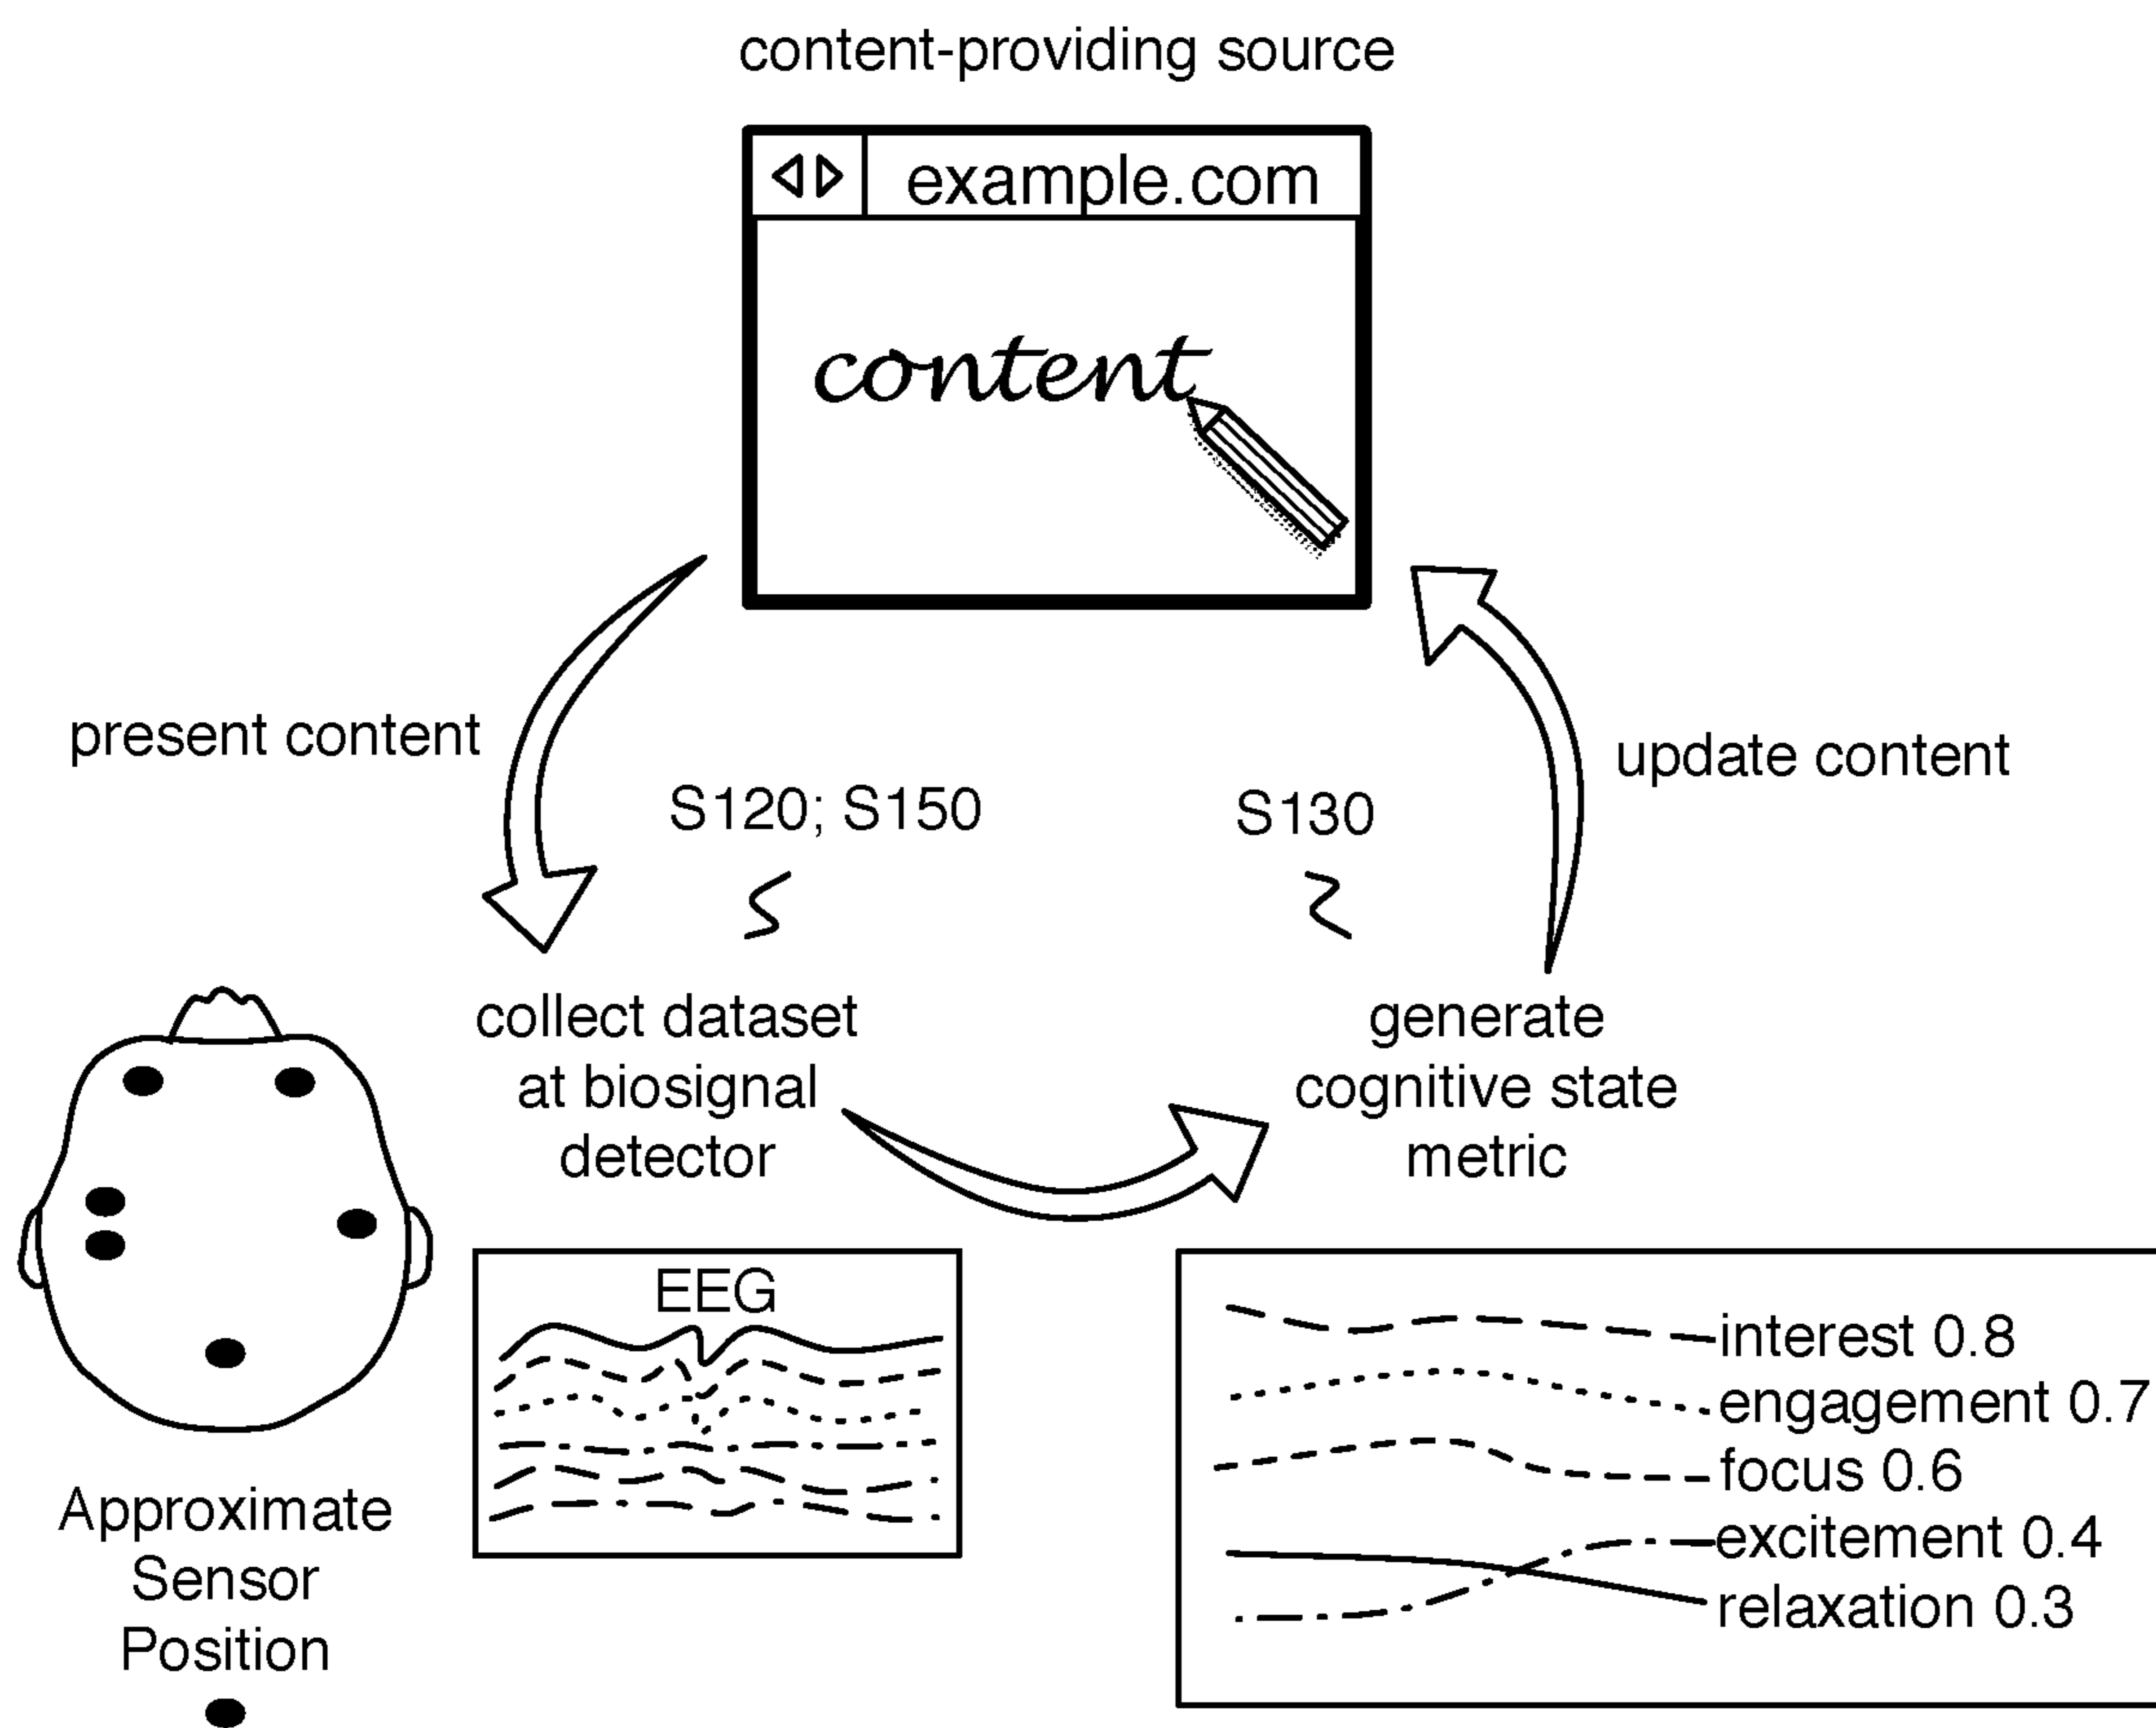 content-providing source
example.com
content
present content
update content
S120; S150
S130
collect dataset
at biosignal
detector
generate
cognitive state
metric
EEG
interest 0.8
engagement 0.7
focus 0.6
excitement 0.4
relaxation 0.3
Approximate
Sensor
Position